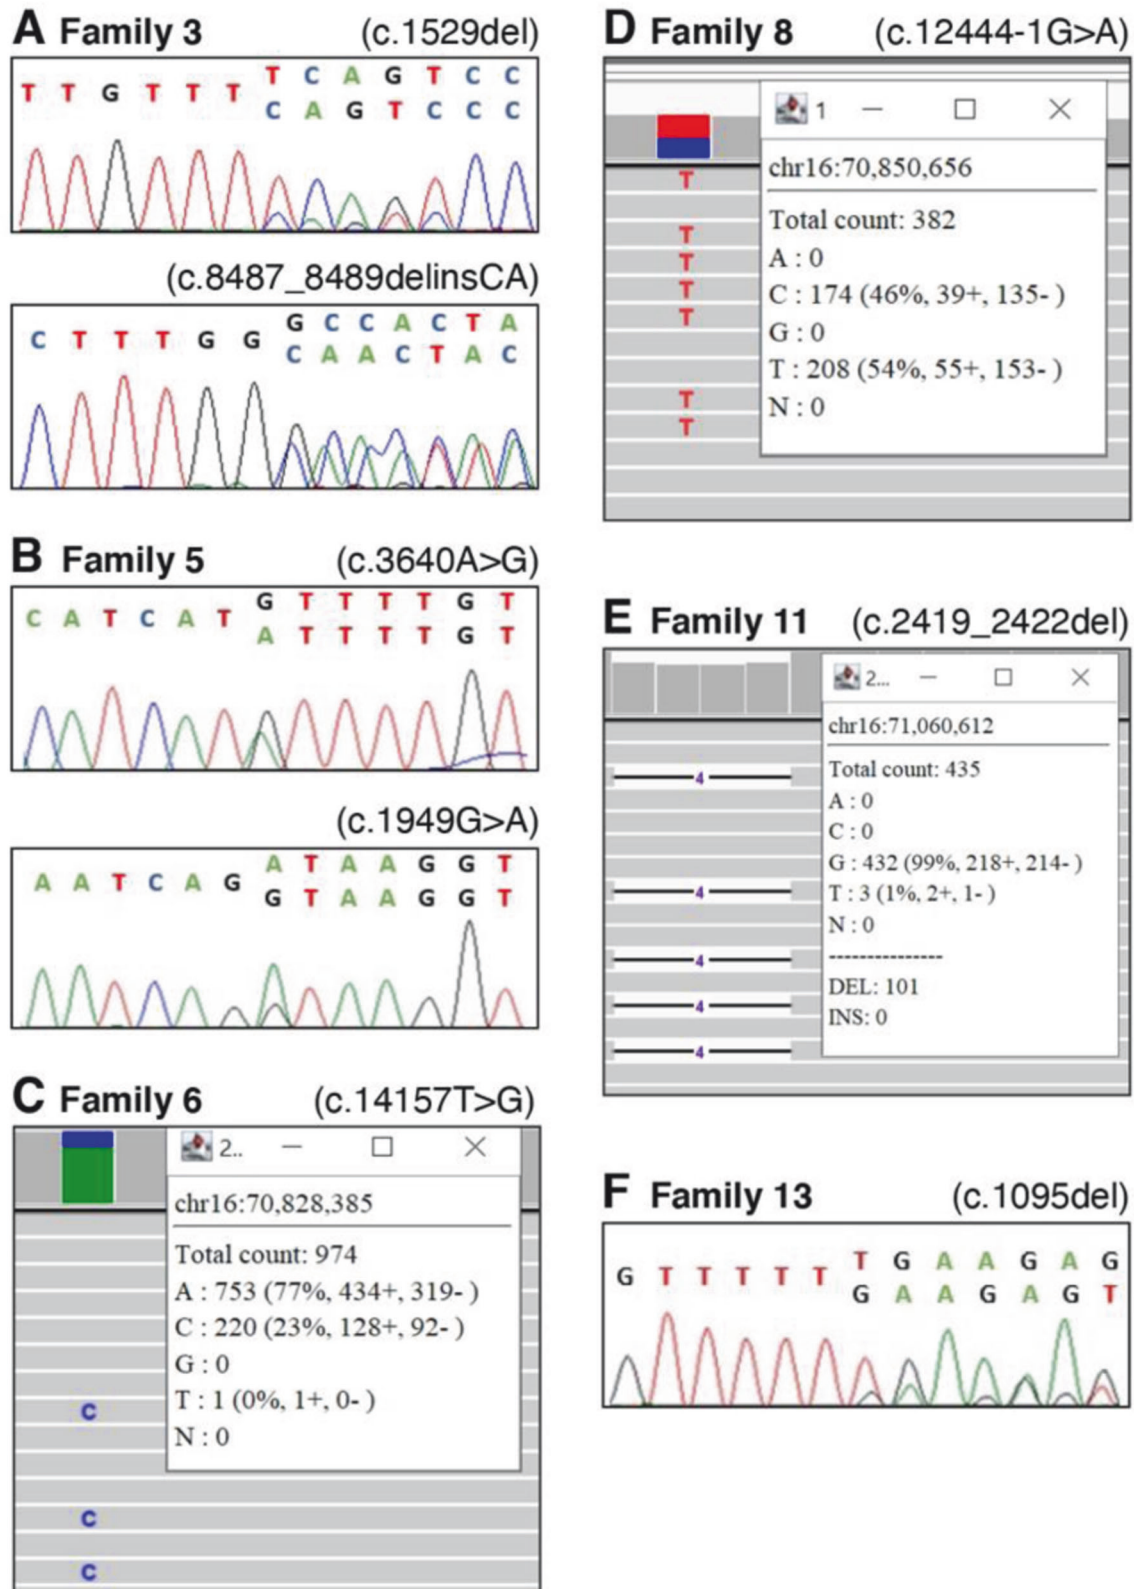 A Family 3 (c.1529del)
T T G T T T T C A G T C C
C A G T C C C
(c.8487_8489delinsCA)
C T T T G G G C C A C T A
C A A C T A C
B Family 5 (c.3640A>G)
C A T C A T G T T T T G T
A T T T T G T
(c.1949G>A)
A A T C A G A T A A G G T
G T A A G G T
C Family 6 (c.14157T>G)
2..
chr16:70,828,385
Total count: 974
A : 753 (77%, 434+, 319- )
C : 220 (23%, 128+, 92- )
G : 0
T : 1 (0%, 1+, 0- )
N : 0
C
C
C
D Family 8 (c.12444-1G>A)
1
chr16:70,850,656
Total count: 382
A : 0
C : 174 (46%, 39+, 135- )
G : 0
T : 208 (54%, 55+, 153- )
N : 0
T
T
T
T
T
T
T
E Family 11 (c.2419_2422del)
2...
chr16:71,060,612
Total count: 435
A : 0
C : 0
G : 432 (99%, 218+, 214- )
T : 3 (1%, 2+, 1- )
N : 0
---------------
DEL: 101
INS: 0
4
4
4
4
4
F Family 13 (c.1095del)
G T T T T T T G A A G A G
G A A G A G T